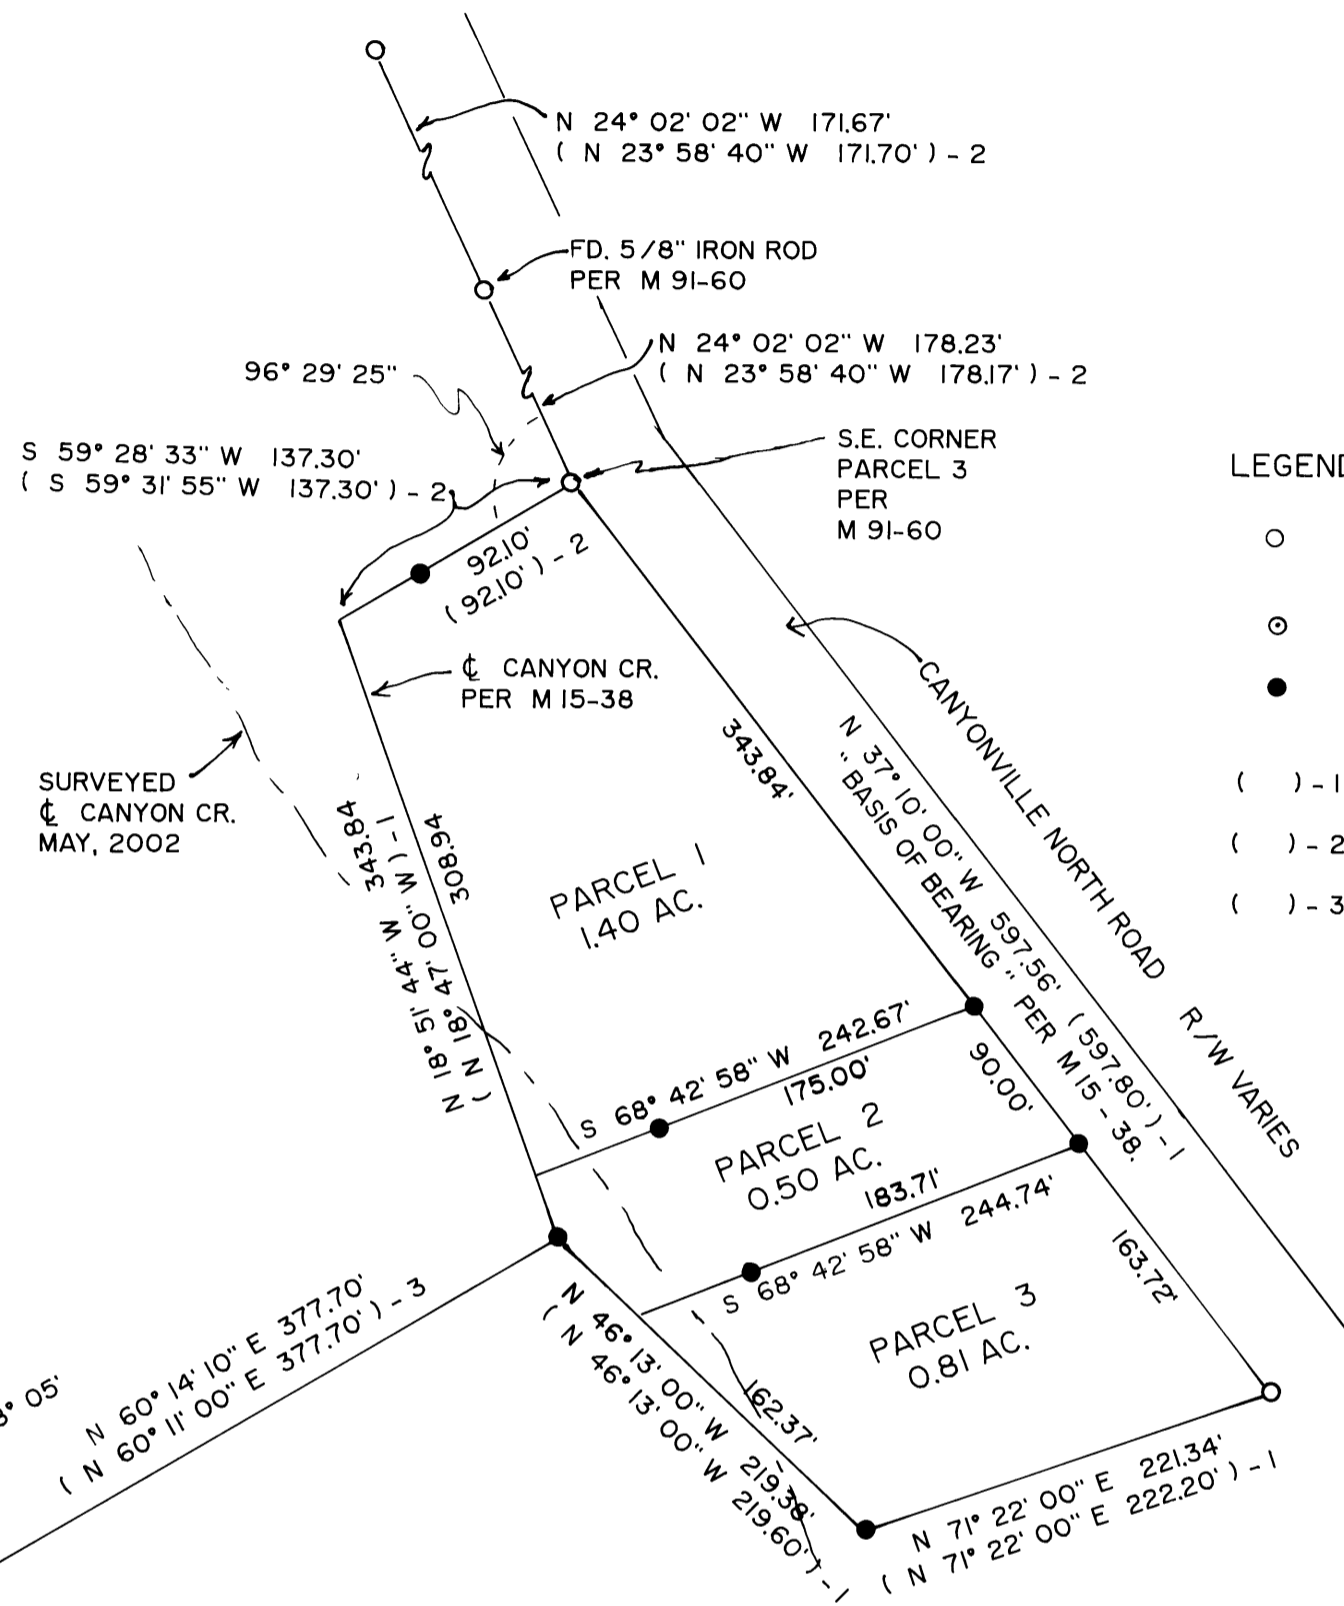 N 24° 02' 02" W 171.67'
( N 23° 58' 40" W 171.70' ) - 2
FD. 5/8" IRON ROD
PER M 91-60
N 24° 02' 02" W 178.23'
( N 23° 58' 40" W 178.17' ) - 2
96° 29' 25"
S 59° 28' 33" W 137.30'
( S 59° 31' 55" W 137.30' ) - 2
S.E. CORNER
PARCEL 3
PER
M 91-60
LEGEND
92.10'
( 92.10' ) - 2
℄ CANYON CR.
PER M 15-38
SURVEYED
℄ CANYON CR.
MAY, 2002
( ) - 1
( ) - 2
( ) - 3
343.84'
N 37° 10' 00" W 597.56' ( 597.80' ) - 1
" BASIS OF BEARING " PER M 15 - 38.
CANYONVILLE NORTH ROAD R/W VARIES
N 18° 51' 44" W 343.84
( N 18° 47' 00" W ) - 1
308.94
PARCEL 1
1.40 AC.
S 68° 42' 58" W 242.67'
175.00'
90.00'
PARCEL 2
0.50 AC.
183.71'
S 68° 42' 58" W 244.74'
163.72'
PARCEL 3
0.81 AC.
N 60° 14' 10" E 377.70'
( N 60° 11' 00" E 377.70' ) - 3
° 05'
162.37'
N 46° 13' 00" W 219.38'
( N 46° 13' 00" W 219.60' ) - 1
N 71° 22' 00" E 221.34'
( N 71° 22' 00" E 222.20' ) - 1